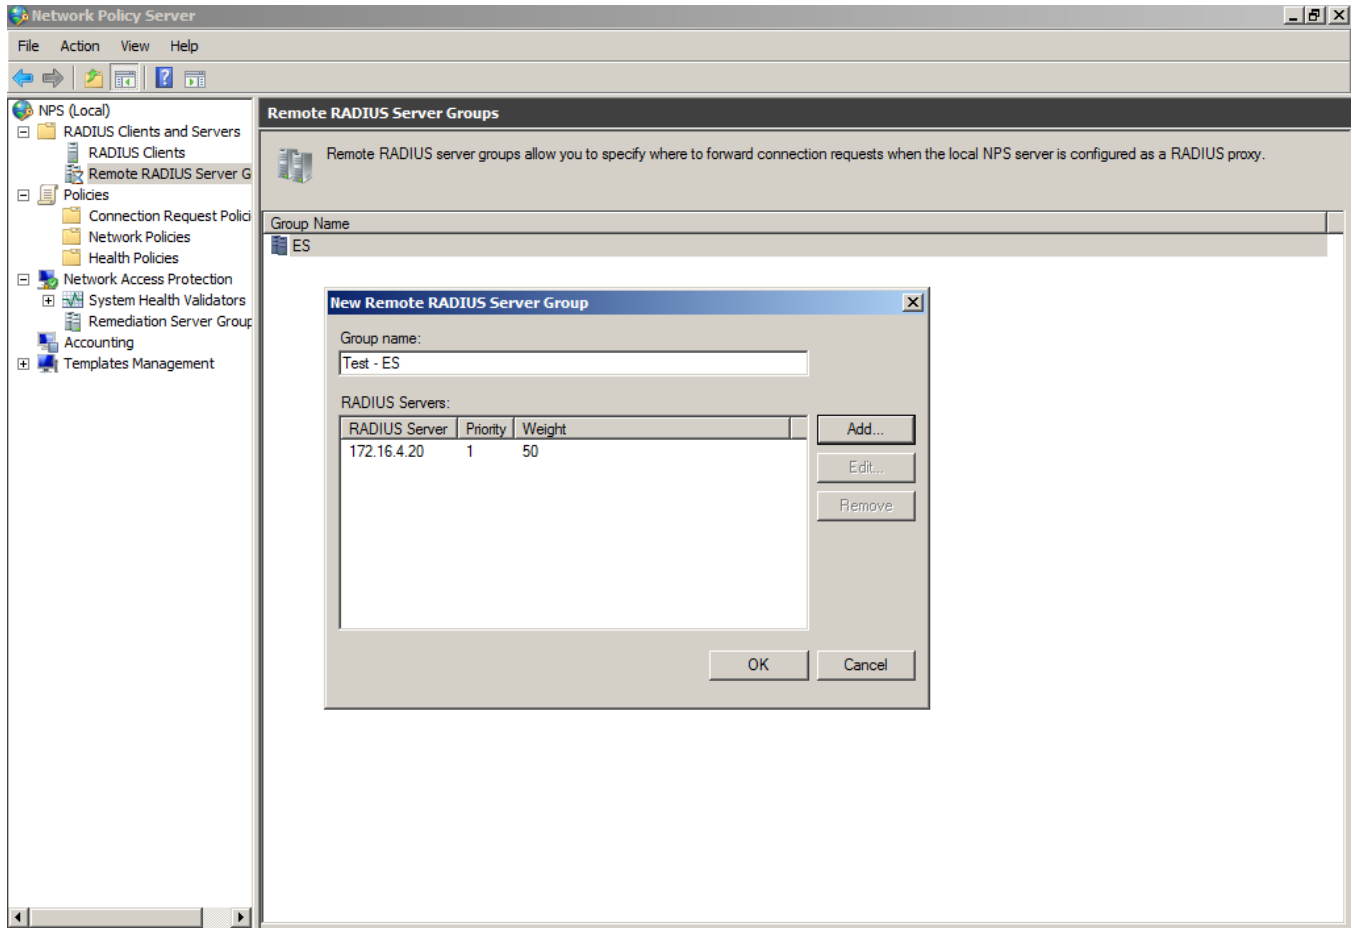 Network Policy Server
File Action View Help
NPS (Local)
RADIUS Clients and Servers
RADIUS Clients
Remote RADIUS Server G
Policies
Connection Request Polici
Network Policies
Health Policies
Network Access Protection
System Health Validators
Remediation Server Group
Accounting
Templates Management
Remote RADIUS Server Groups
Remote RADIUS server groups allow you to specify where to forward connection requests when the local NPS server is configured as a RADIUS proxy.
Group Name
ES
New Remote RADIUS Server Group
Group name:
Test - ES
RADIUS Servers:
RADIUS Server Priority Weight
172.16.4.20 1 50
Add...
Edit...
Remove
OK Cancel